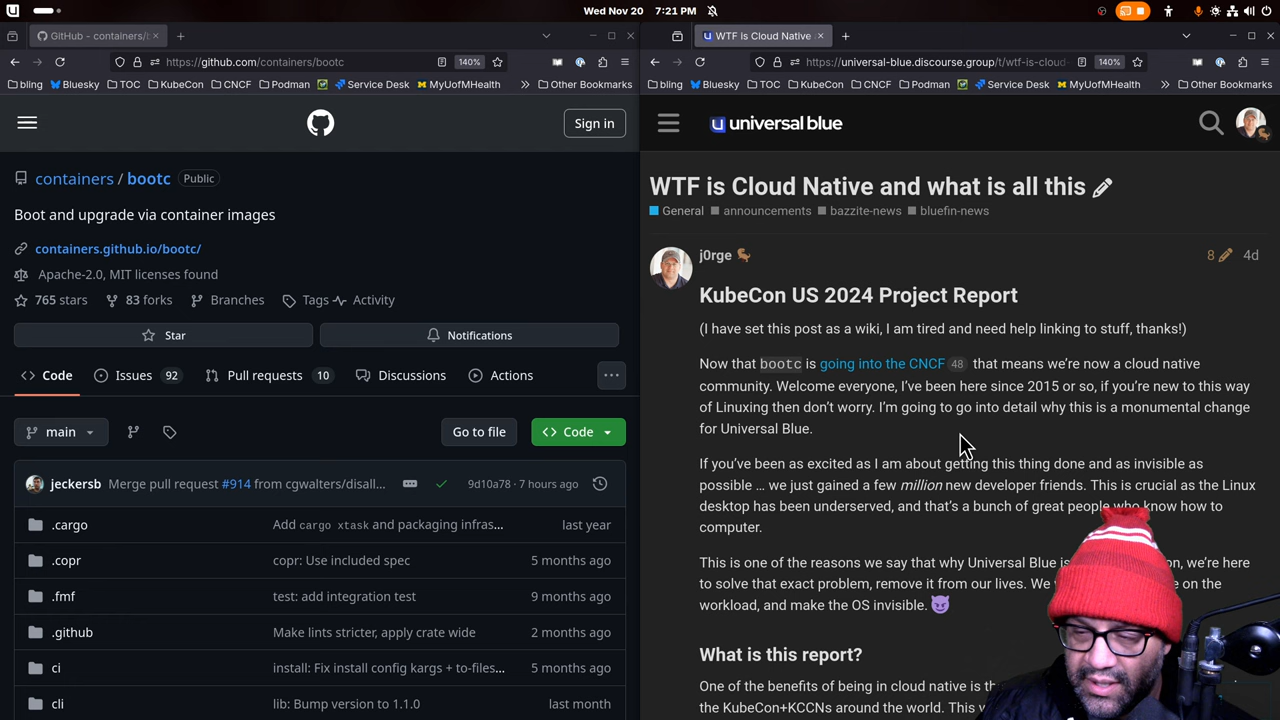 Wed Nov 20 7:21 PM
GitHub - containers/b
https://github.com/containers/bootc
140%
bling Bluesky TOC KubeCon CNCF Podman Service Desk MyUofMHealth Other Bookmarks
Sign in
containers / bootc Public
Boot and upgrade via container images
containers.github.io/bootc/
Apache-2.0, MIT licenses found
765 stars 83 forks Branches Tags Activity
Star Notifications
Code Issues 92 Pull requests 10 Discussions Actions
main Go to file Code
jeckersb Merge pull request #914 from cgwalters/disall... 9d10a78 · 7 hours ago
.cargo Add cargo xtask and packaging infras... last year
.copr copr: Use included spec 5 months ago
.fmf test: add integration test 9 months ago
.github Make lints stricter, apply crate wide 2 months ago
ci install: Fix install config kargs + to-files... 5 months ago
cli lib: Bump version to 1.1.0 last month
WTF Is Cloud Native
https://universal-blue.discourse.group/t/wtf-is-cloud-
140%
bling Bluesky TOC KubeCon CNCF Podman Service Desk MyUofMHealth Other Bookmarks
universal blue
WTF is Cloud Native and what is all this
General announcements bazzite-news bluefin-news
j0rge 8 4d
KubeCon US 2024 Project Report
(I have set this post as a wiki, I am tired and need help linking to stuff, thanks!)
Now that bootc is going into the CNCF 48 that means we're now a cloud native
community. Welcome everyone, I've been here since 2015 or so, if you're new to this way
of Linuxing then don't worry. I'm going to go into detail why this is a monumental change
for Universal Blue.
If you've been as excited as I am about getting this thing done and as invisible as
possible … we just gained a few million new developer friends. This is crucial as the Linux
desktop has been underserved, and that's a bunch of great people who know how to
computer.
This is one of the reasons we say that why Universal Blue is we're here
to solve that exact problem, remove it from our lives. We on the
workload, and make the OS invisible.
What is this report?
One of the benefits of being in cloud native is
the KubeCon+KCCNs around the world. This